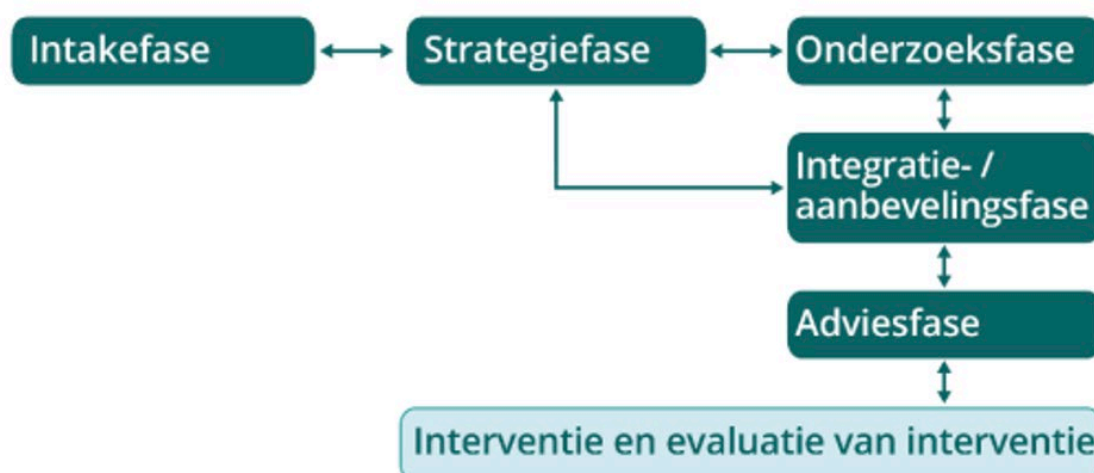 Intakefase
Strategiefase
Onderzoeksfase
Integratie- /
aanbevelingsfase
Adviesfase
Interventie en evaluatie van interventie